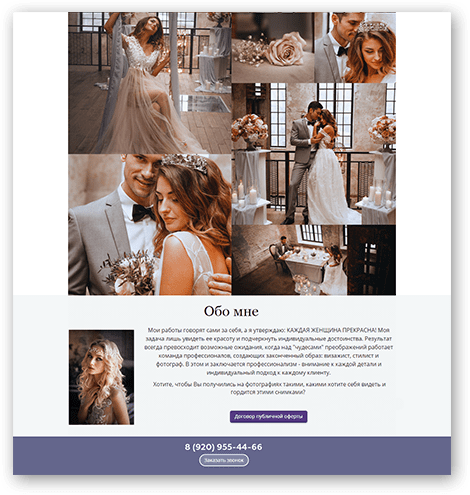 Обо мне
Мои работы говорят сами за себя, а я утверждаю: КАЖДАЯ ЖЕНЩИНА ПРЕКРАСНА! Моя
задача лишь увидеть ее красоту и подчеркнуть индивидуальные достоинства. Результат
всегда превосходит возможные ожидания, когда над "чудесами" преображений работает
команда профессионалов, создающих законченный образ: визажист, стилист и
фотограф. В этом и заключается профессионализм - внимание к каждой детали и
индивидуальный подход к каждому клиенту.
Хотите, чтобы Вы получились на фотографиях такими, какими хотите себя видеть и
гордится этими снимками?
Договор публичной оферты
8 (920) 955-44-66
Заказать звонок